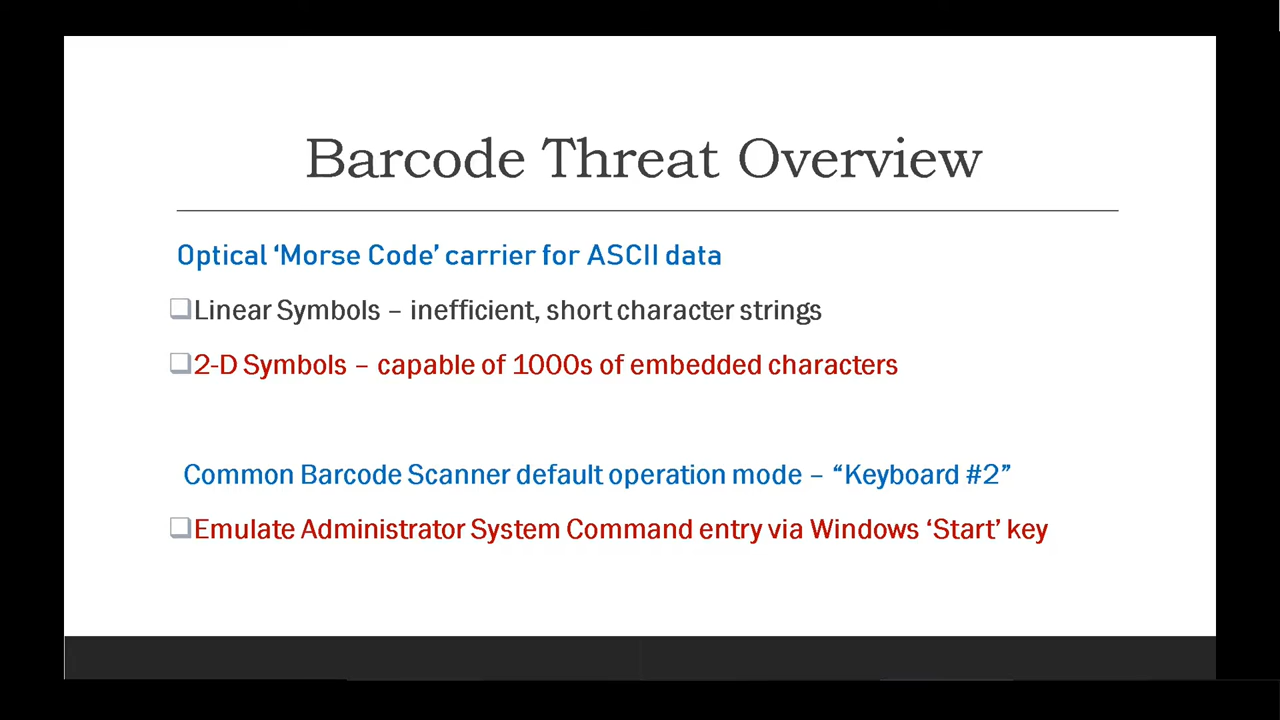 Barcode Threat Overview
Optical ‘Morse Code’ carrier for ASCII data
❑Linear Symbols – inefficient, short character strings
❑2-D Symbols – capable of 1000s of embedded characters
Common Barcode Scanner default operation mode – “Keyboard #2”
❑Emulate Administrator System Command entry via Windows ‘Start’ key